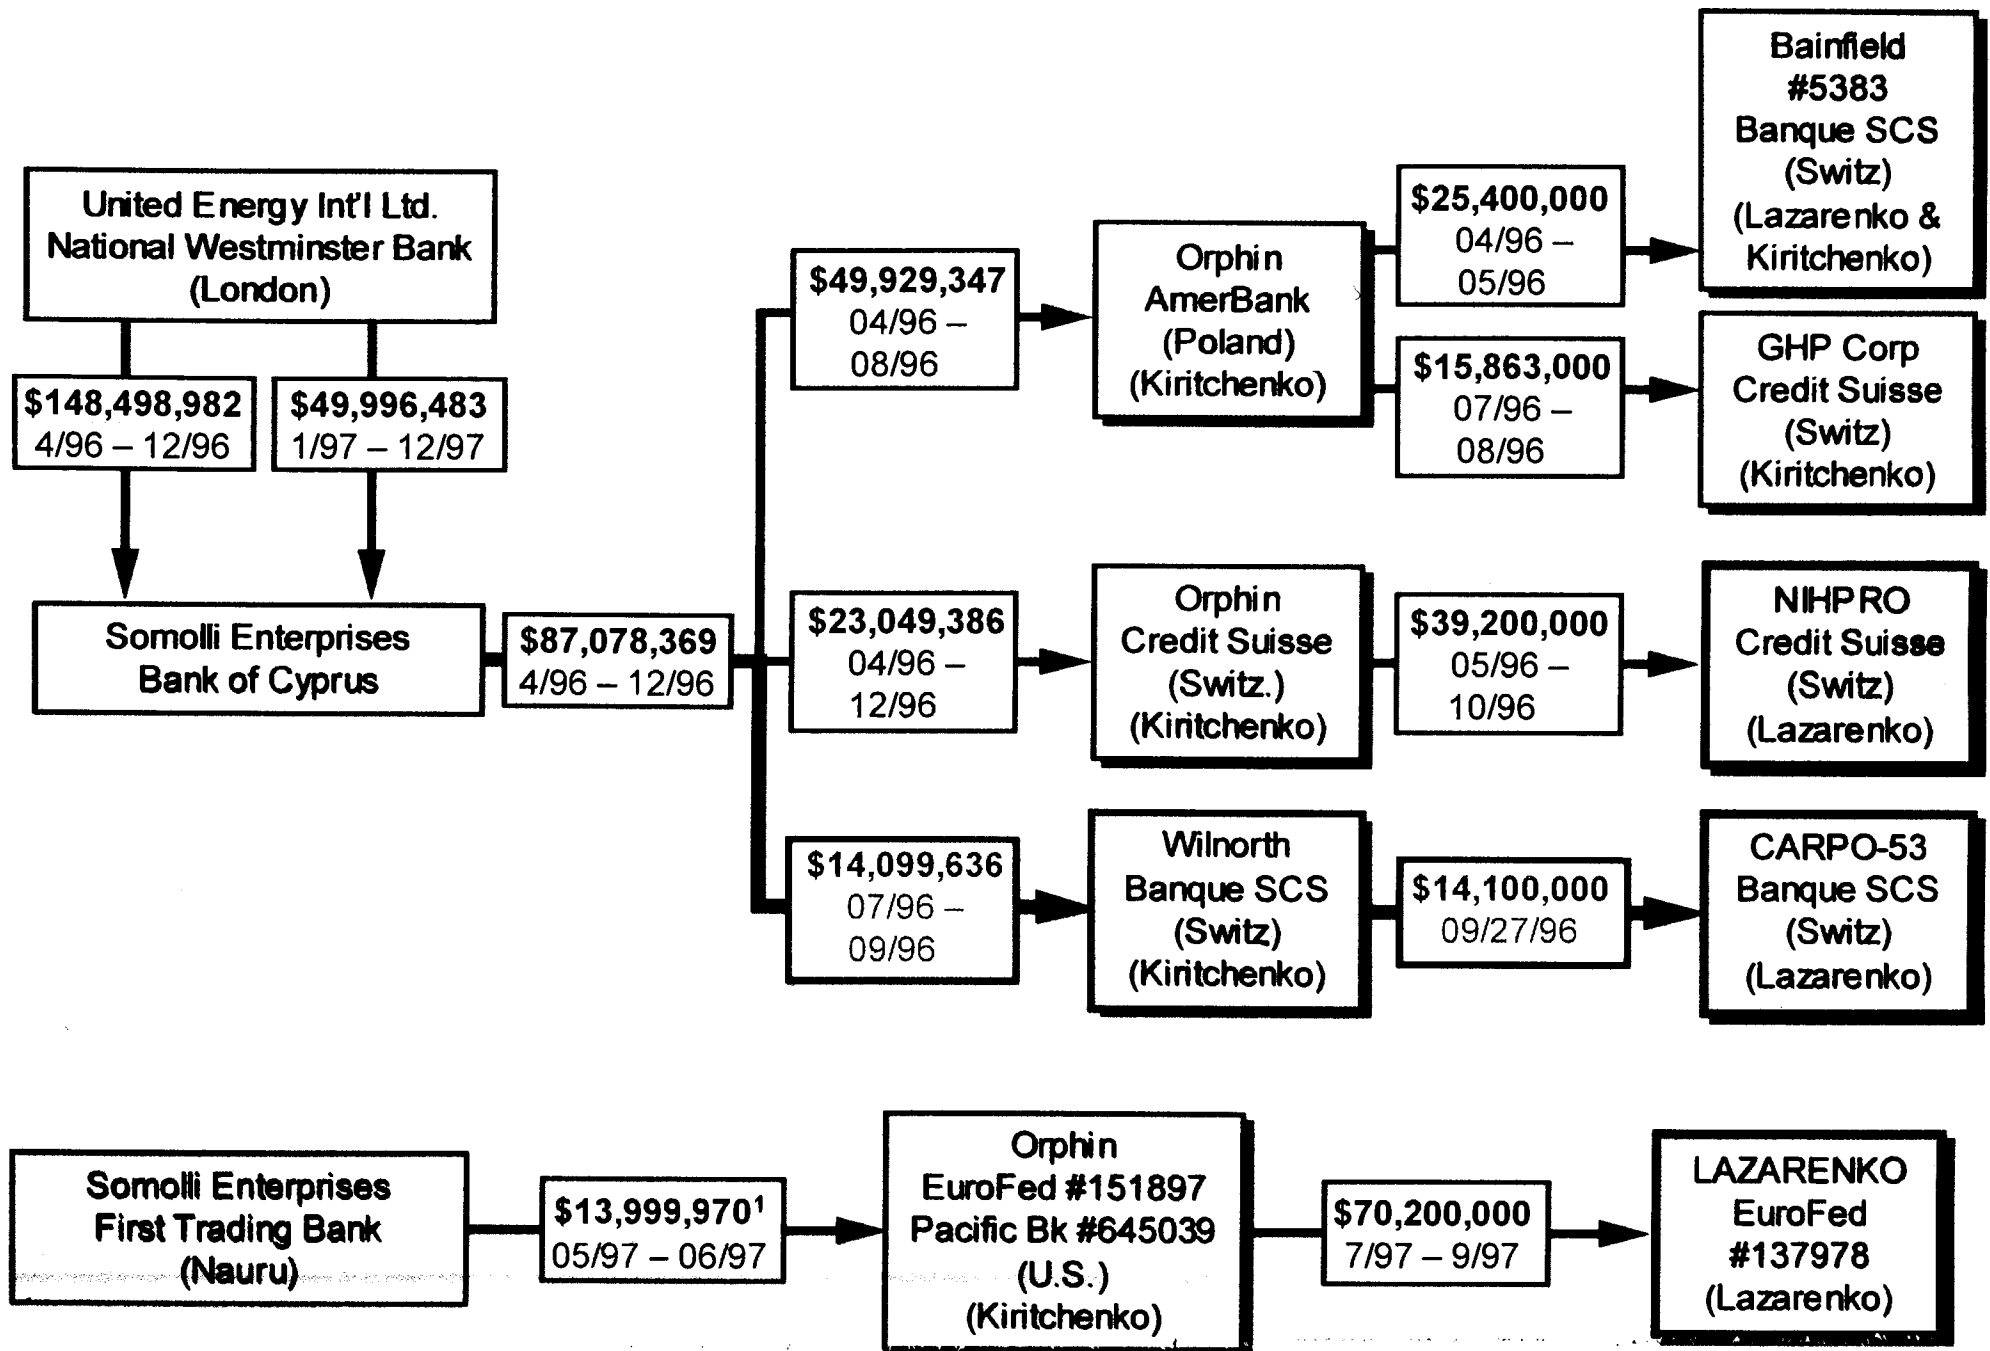 United Energy Int'l Ltd.
National Westminster Bank
(London)
$148,498,982
4/96 – 12/96
$49,996,483
1/97 – 12/97
Somolli Enterprises
Bank of Cyprus
$87,078,369
4/96 – 12/96
$49,929,347
04/96 –
08/96
Orphin
AmerBank
(Poland)
(Kiritchenko)
$25,400,000
04/96 –
05/96
Bainfield
#5383
Banque SCS
(Switz)
(Lazarenko &
Kiritchenko)
$15,863,000
07/96 –
08/96
GHP Corp
Credit Suisse
(Switz)
(Kiritchenko)
$23,049,386
04/96 –
12/96
Orphin
Credit Suisse
(Switz.)
(Kiritchenko)
$39,200,000
05/96 –
10/96
NIHPRO
Credit Suisse
(Switz)
(Lazarenko)
$14,099,636
07/96 –
09/96
Wilnorth
Banque SCS
(Switz)
(Kiritchenko)
$14,100,000
09/27/96
CARPO-53
Banque SCS
(Switz)
(Lazarenko)
Somolli Enterprises
First Trading Bank
(Nauru)
$13,999,970¹
05/97 – 06/97
Orphin
EuroFed #151897
Pacific Bk #645039
(U.S.)
(Kiritchenko)
$70,200,000
7/97 – 9/97
LAZARENKO
EuroFed
#137978
(Lazarenko)